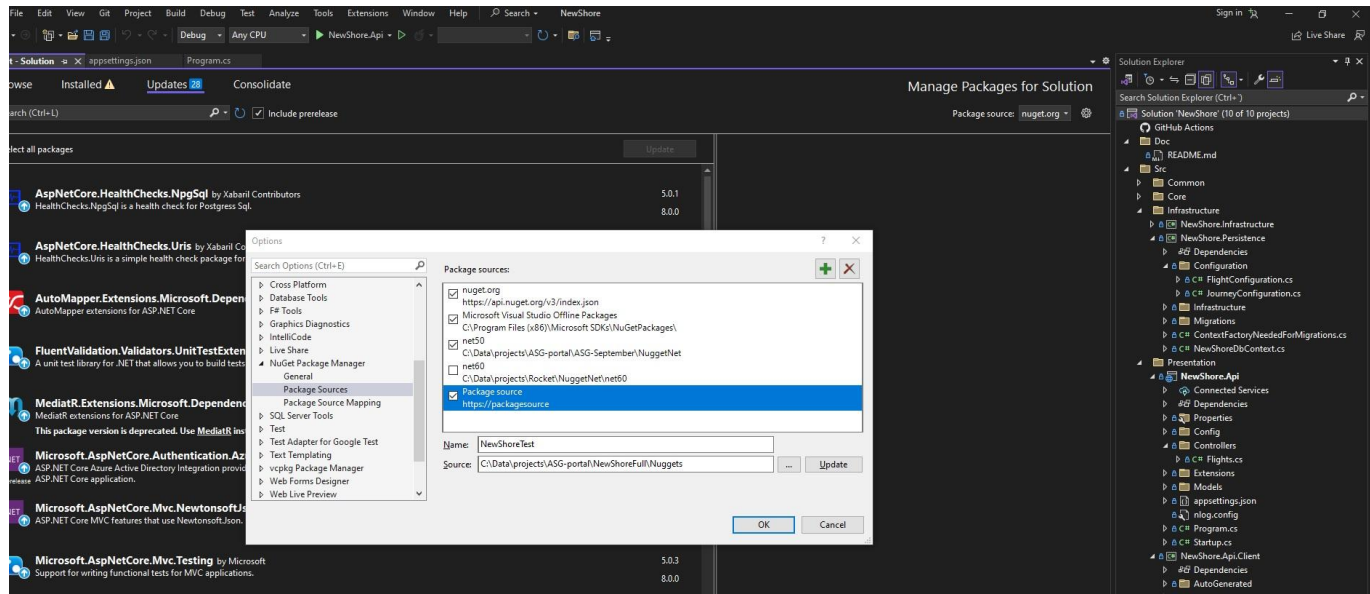 File Edit View Git Project Build Debug Test Analyze Tools Extensions Window Help Search NewShore Sign in
Debug Any CPU NewShore.Api Live Share
t - Solution appsettings.json Program.cs Solution Explorer
owse Installed Updates 28 Consolidate Manage Packages for Solution
Search Solution Explorer (Ctrl+¨)
arch (Ctrl+L) Include prerelease Package source: nuget.org
elect all packages Update
AspNetCore.HealthChecks.NpgSql by Xabaril Contributors 5.0.1
HealthChecks.NpgSql is a health check for Postgress Sql.
8.0.0
AspNetCore.HealthChecks.Uris by Xabaril Co
HealthChecks.Uris is a simple health check package for
AutoMapper.Extensions.Microsoft.Depen
AutoMapper extensions for ASP.NET Core
FluentValidation.Validators.UnitTestExten
A unit test library for .NET that allows you to build tests
MediatR.Extensions.Microsoft.Dependenc
MediatR extensions for ASP.NET Core
This package version is deprecated. Use MediatR ins
Microsoft.AspNetCore.Authentication.Az
ASP.NET Core Azure Active Directory Integration provid
ASP.NET Core application.
Microsoft.AspNetCore.Mvc.NewtonsoftJs
ASP.NET Core MVC features that use Newtonsoft.Json.
Microsoft.AspNetCore.Mvc.Testing by Microsoft 5.0.3
Support for writing functional tests for MVC applications.
8.0.0
Options
Search Options (Ctrl+E)
Cross Platform
Database Tools
F# Tools
Graphics Diagnostics
IntelliCode
Live Share
NuGet Package Manager
General
Package Sources
Package Source Mapping
SQL Server Tools
Test
Test Adapter for Google Test
Text Templating
vcpkg Package Manager
Web Forms Designer
Web Live Preview
Package sources:
nuget.org
https://api.nuget.org/v3/index.json
Microsoft Visual Studio Offline Packages
C:\Program Files (x86)\Microsoft SDKs\NuGetPackages\
net50
C:\Data\projects\ASG-portal\ASG-September\NuggetNet
net60
C:\Data\projects\Rocket\NuggetNet\net60
Package source
https://packagesource
Name: NewShoreTest
Source: C:\Data\projects\ASG-portal\NewShoreFull\Nuggets ... Update
OK Cancel
Solution 'NewShore' (10 of 10 projects)
GitHub Actions
Doc
README.md
Src
Common
Core
Infrastructure
NewShore.Infrastructure
NewShore.Persistence
Dependencies
Configuration
C# FlightConfiguration.cs
C# JourneyConfiguration.cs
Infrastructure
Migrations
C# ContextFactoryNeededForMigrations.cs
C# NewShoreDbContext.cs
Presentation
NewShore.Api
Connected Services
Dependencies
Properties
Config
Controllers
C# Flights.cs
Extensions
Models
appsettings.json
nlog.config
C# Program.cs
C# Startup.cs
NewShore.Api.Client
Dependencies
AutoGenerated